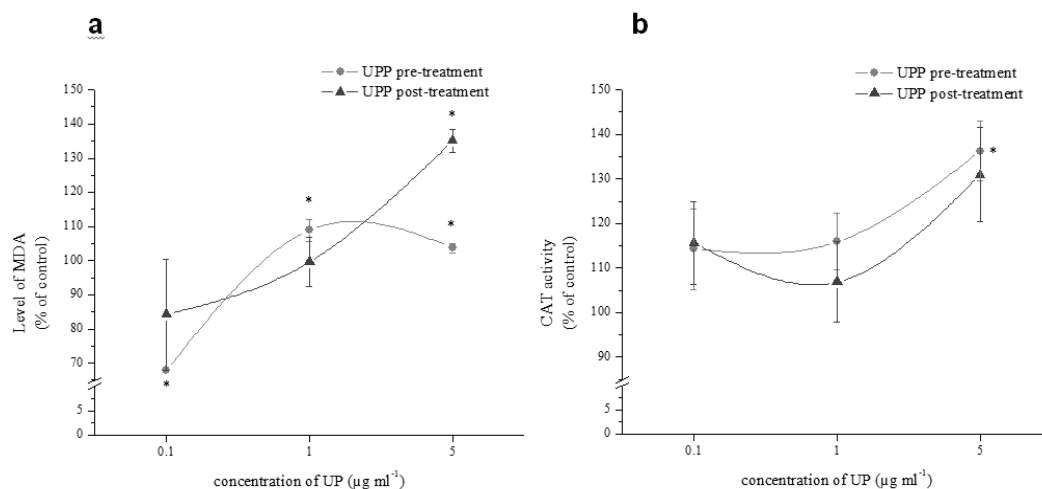 a
UPP pre-treatment
UPP post-treatment
150
140
130
120
110
100
90
80
70
5
0
Level of MDA
(% of control)
*
*
*
*
0.1
1
5
concentration of UP (µg ml⁻¹)
b
UPP pre-treatment
UPP post-treatment
150
140
130
120
110
100
90
5
0
CAT activity
(% of control)
*
0.1
1
5
concentration of UP (µg ml⁻¹)